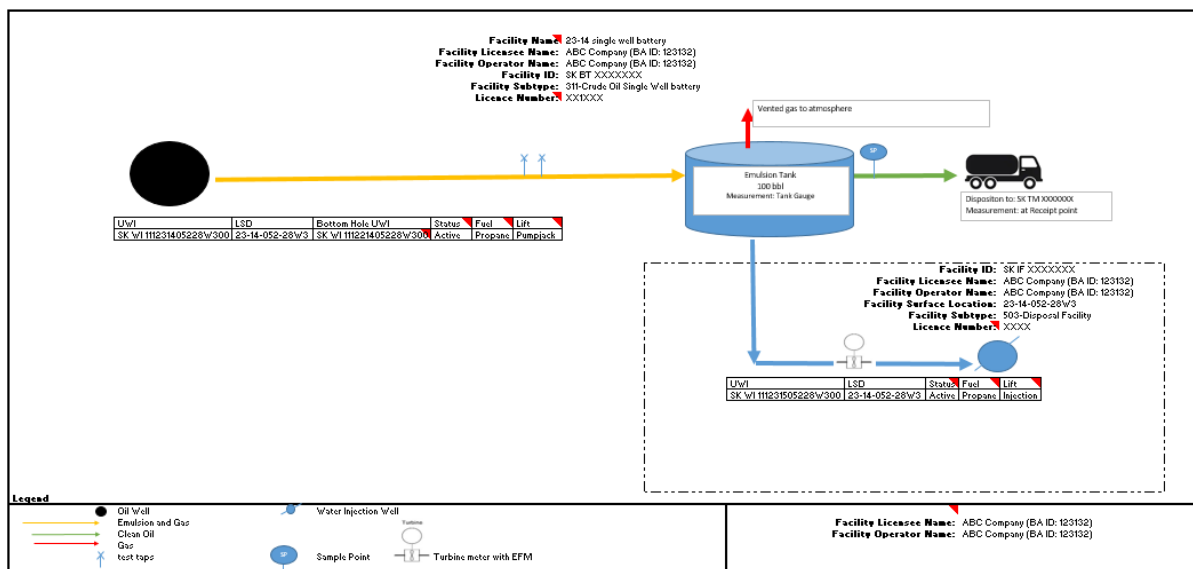 Facility Name: 23-14 single well battery
Facility Licensee Name: ABC Company (BA ID: 123132)
Facility Operator Name: ABC Company (BA ID: 123132)
Facility ID: SK BT XXXXXXX
Facility Subtype: 311-Crude Oil Single Well battery
Licence Number: XX1XXX
Vented gas to atmosphere
SP
Emulsion Tank
100 bbl
Measurement: Tank Gauge
Dispositon to: SK TM XXXXXXX
Measurement: at Receipt point
UWI LSD Bottom Hole UWI Status Fuel Lift
SK WI 111231405228W300 23-14-052-28W3 SK WI 111221405228W300 Active Propane Pumpjack
Facility ID: SK IF XXXXXXX
Facility Licensee Name: ABC Company (BA ID: 123132)
Facility Operator Name: ABC Company (BA ID: 123132)
Facility Surface Location: 23-14-052-28W3
Facility Subtype: 503-Disposal Facility
Licence Number: XXXX
UWI LSD Status Fuel Lift
SK WI 111231505228W300 23-14-052-28W3 Active Propane Injection
Legend
Oil Well
Emulsion and Gas
Clean Oil
Gas
test taps
Water Injection Well
SP Sample Point
Turbine
Turbine meter with EFM
Facility Licensee Name: ABC Company (BA ID: 123132)
Facility Operator Name: ABC Company (BA ID: 123132)